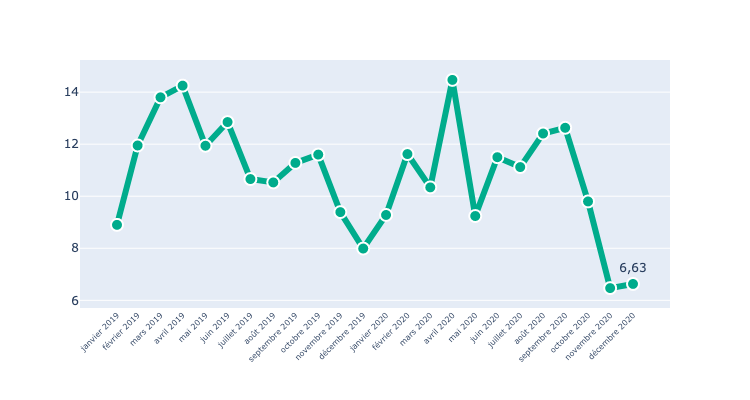 14
12
10
8
6
6,63
janvier 2019
février 2019
mars 2019
avril 2019
mai 2019
juin 2019
juillet 2019
août 2019
septembre 2019
octobre 2019
novembre 2019
décembre 2019
janvier 2020
février 2020
mars 2020
avril 2020
mai 2020
juin 2020
juillet 2020
août 2020
septembre 2020
octobre 2020
novembre 2020
décembre 2020